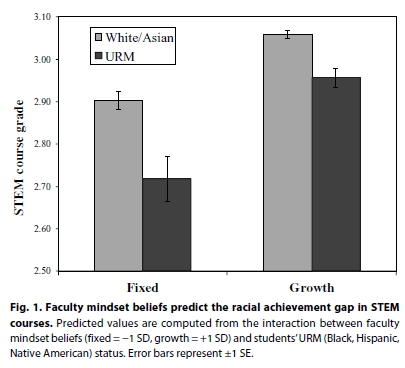 3.10
White/Asian
URM
3.00
2.90
2.80
2.70
2.60
2.50
STEM course grade
Fixed Growth
Fig. 1. Faculty mindset beliefs predict the racial achievement gap in STEM
courses. Predicted values are computed from the interaction between faculty
mindset beliefs (fixed = −1 SD, growth = +1 SD) and students’ URM (Black, Hispanic,
Native American) status. Error bars represent ±1 SE.